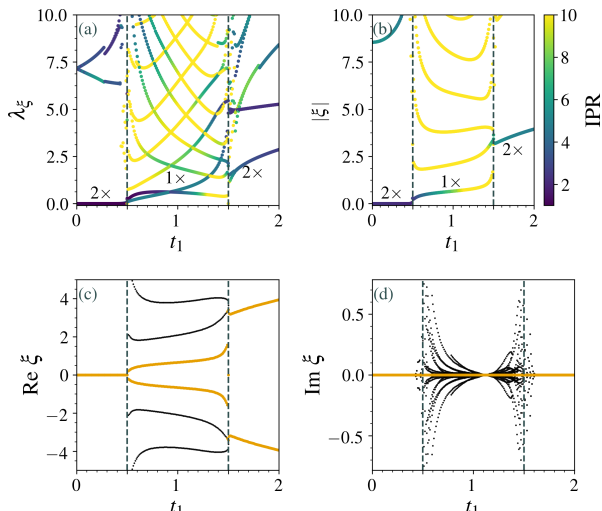 10.0 (a) 10.0 (b) 10
7.5 7.5 8
λξ 5.0 |ξ| 5.0 6 IPR
2.5 2.5 4
2× 1× 2× 2× 1× 2× 2
0.0 0.0
0 1 2 0 1 2
t₁ t₁
(c) (d)
4 0.5
2
Re ξ 0 Im ξ 0.0
−2
−4 −0.5
0 1 2 0 1 2
t₁ t₁